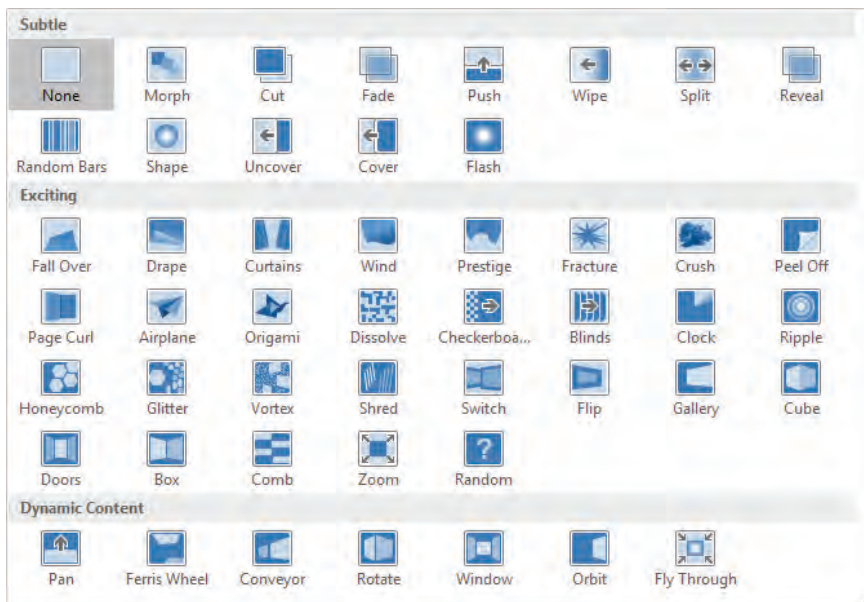 Subtle
None Morph Cut Fade Push Wipe Split Reveal
Random Bars Shape Uncover Cover Flash
Exciting
Fall Over Drape Curtains Wind Prestige Fracture Crush Peel Off
Page Curl Airplane Origami Dissolve Checkerboa... Blinds Clock Ripple
Honeycomb Glitter Vortex Shred Switch Flip Gallery Cube
Doors Box Comb Zoom Random
Dynamic Content
Pan Ferris Wheel Conveyor Rotate Window Orbit Fly Through